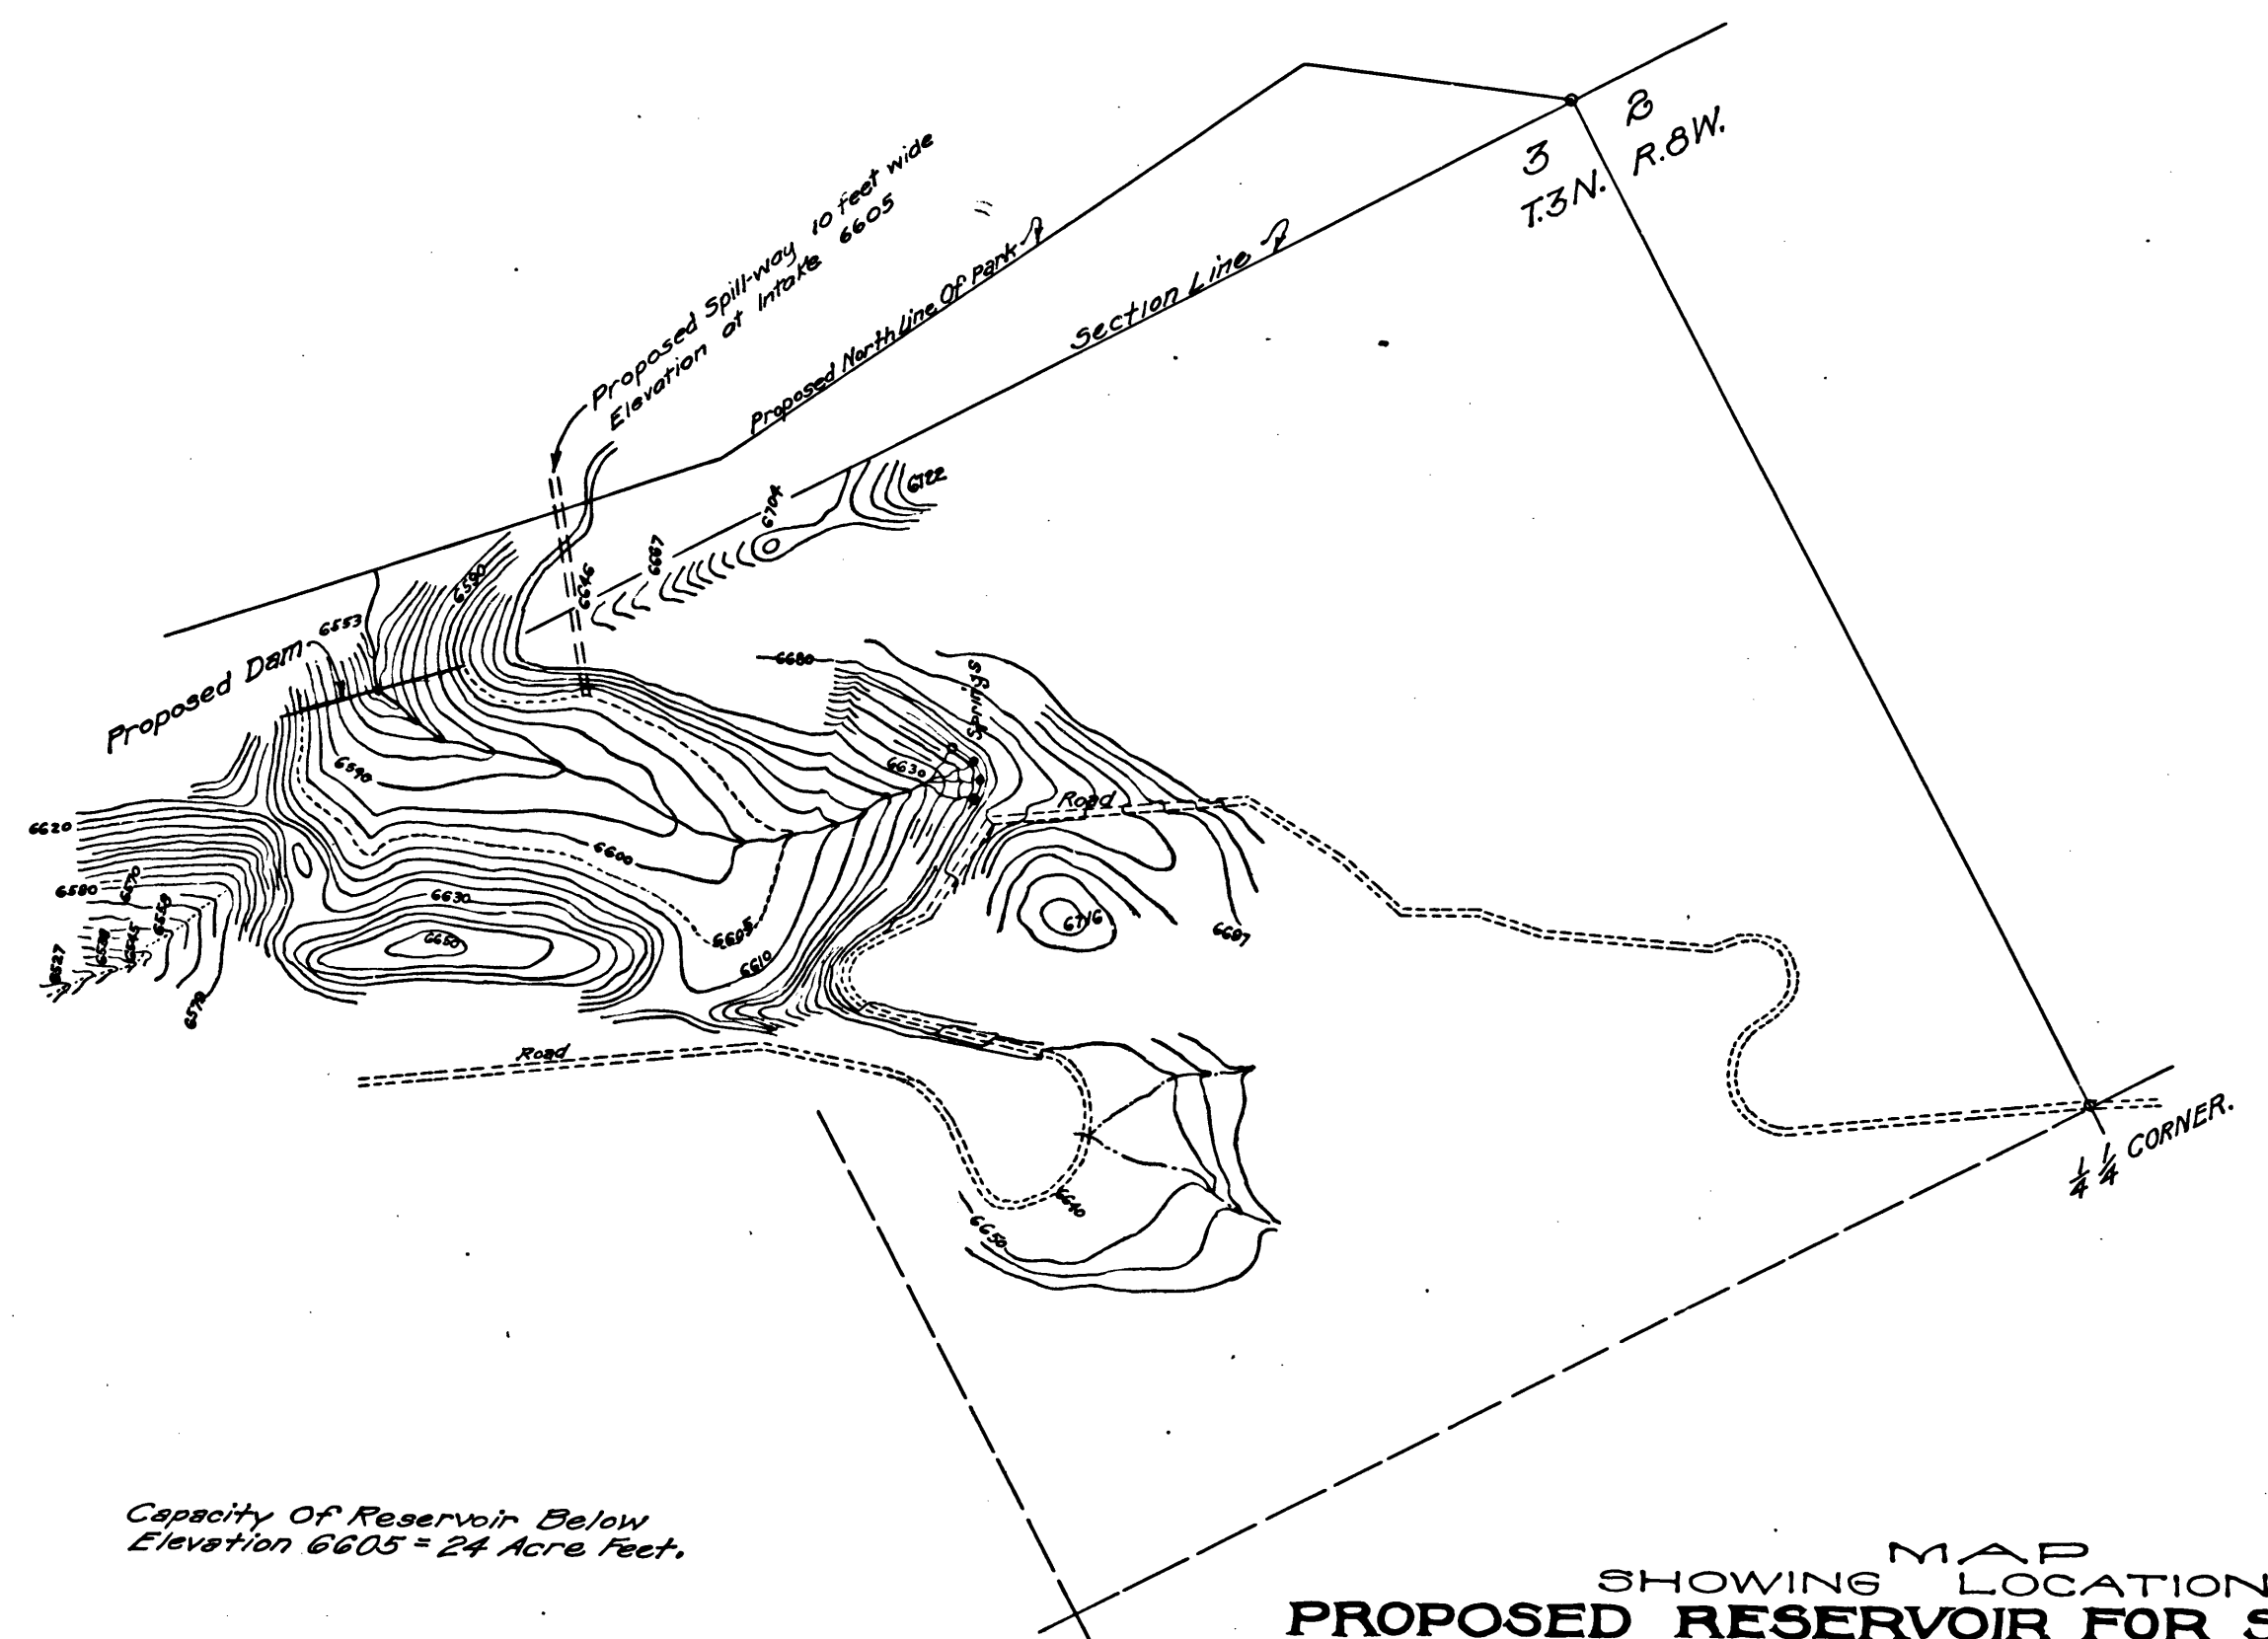 2
3
R.8W.
T.3N.
Proposed Spill-way 10 feet wide
Elevation at Intake 6605
Proposed North Line Of Park
Section Line
6722
6704
6667
6646
6590
6553
Proposed Dam
6680
Springs
6630
6590
Road
6620
6600
6580
6570
6630
6716
6687
6605
6650
6610
6527
6570
Road
6640
6650
1/4 1/4 CORNER.
Capacity Of Reservoir Below
Elevation 6605 = 24 Acre Feet.
MAP
SHOWING LOCATION
PROPOSED RESERVOIR FOR S